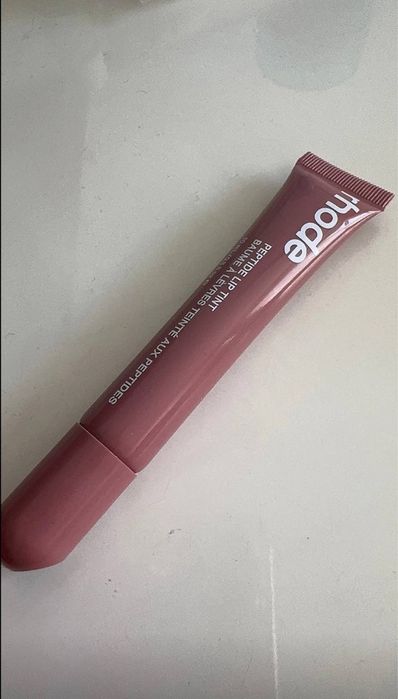 rhode
PEPTIDE LIP TINT
BAUME À LÈVRES TEINTÉ AUX PEPTIDES